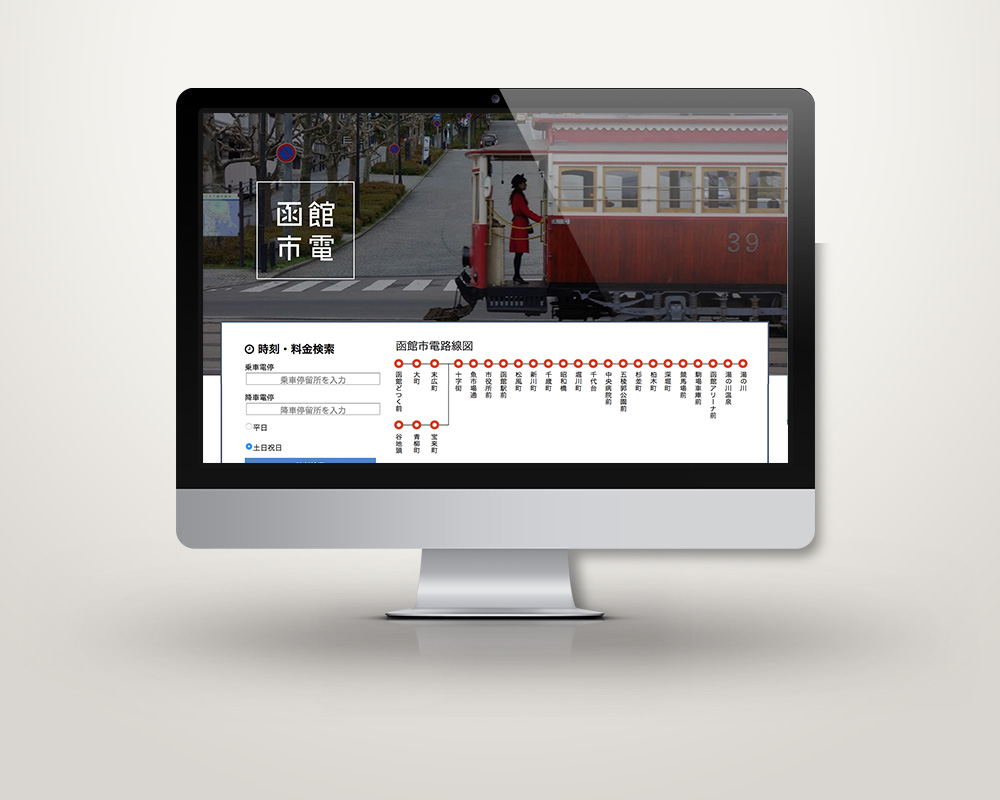 函館
市電
39
時刻・料金検索
乗車電停
乗車停留所を入力
降車電停
降車停留所を入力
平日
土日祝日
函館市電路線図
函館どつく前
大町
末広町
十字街
魚市場通
市役所前
函館駅前
松風町
新川町
千歳町
昭和橋
堀川町
千代台
中央病院前
五稜郭公園前
杉並町
柏木町
深堀町
競馬場前
駒場車庫前
函館アリーナ前
湯の川温泉
湯の川
谷地頭
青柳町
宝来町